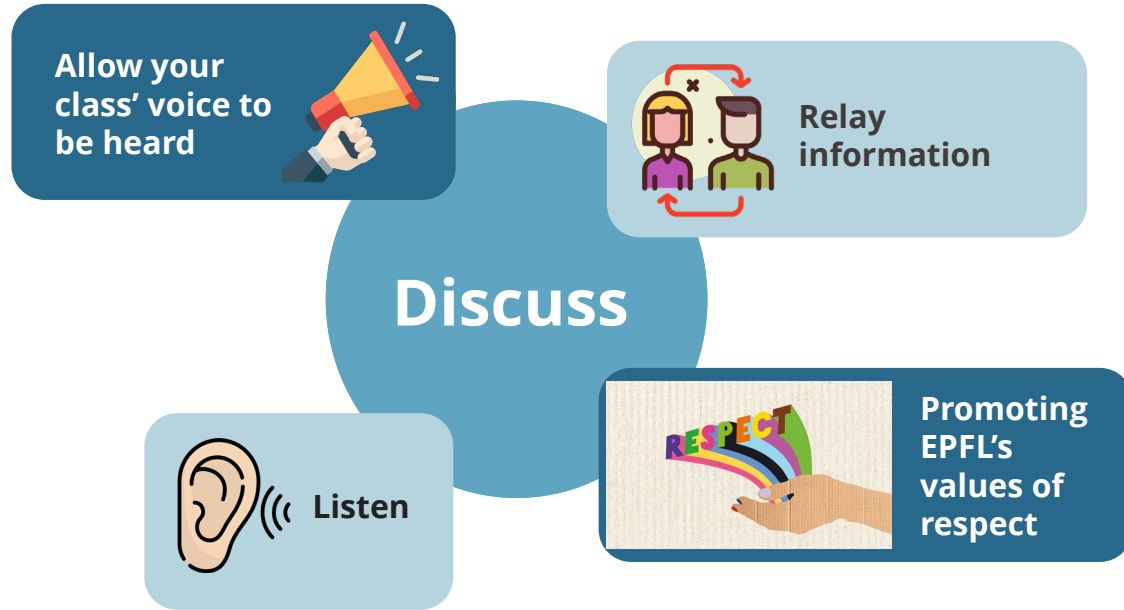 Allow your
class’ voice to
be heard
Relay
information
Discuss
Listen
RESPECT
Promoting
EPFL’s
values of
respect